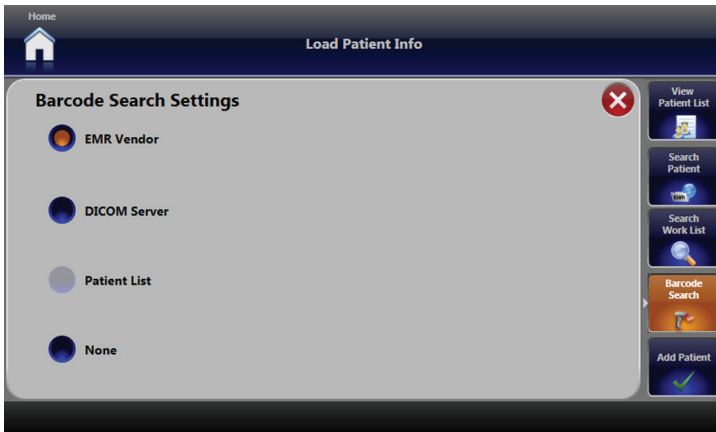 Home
Load Patient Info
Barcode Search Settings
EMR Vendor
DICOM Server
Patient List
None
View
Patient List
Search
Patient
Search
Work List
Barcode
Search
Add Patient